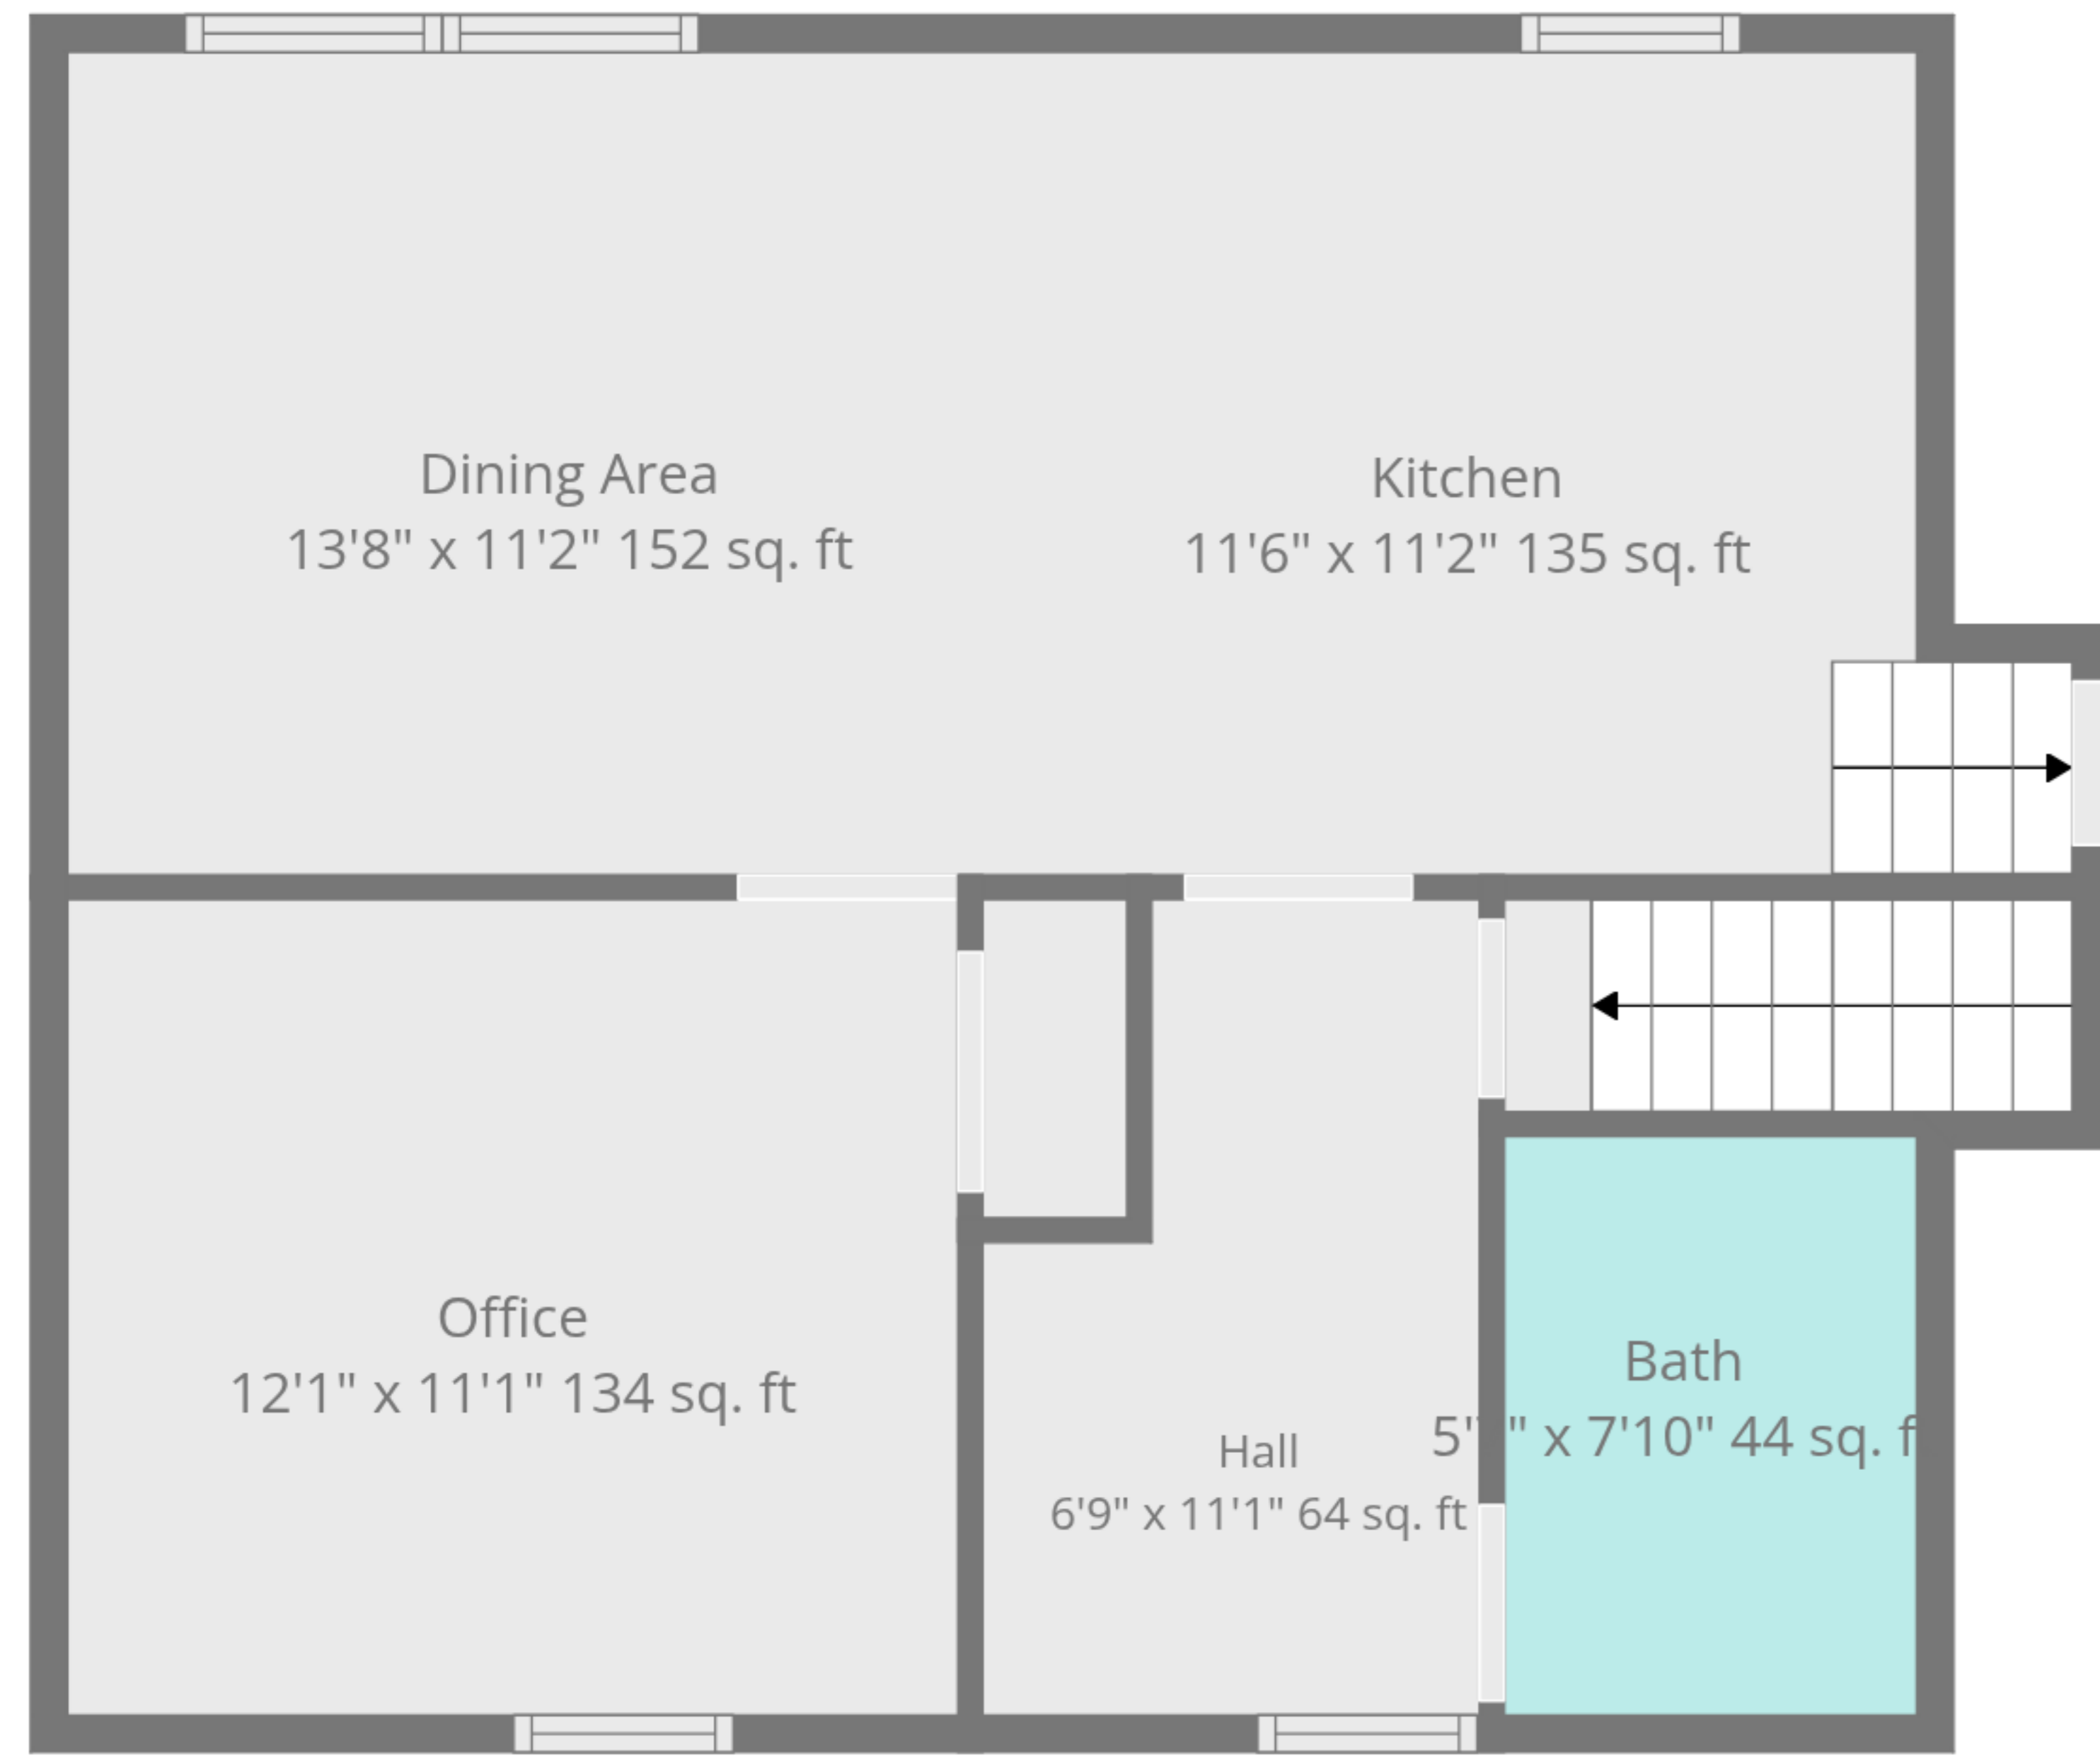 Dining Area
13'8" x 11'2" 152 sq. ft
Kitchen
11'6" x 11'2" 135 sq. ft
Office
12'1" x 11'1" 134 sq. ft
Hall
6'9" x 11'1" 64 sq. ft
Bath
x 7'10" 44 sq.